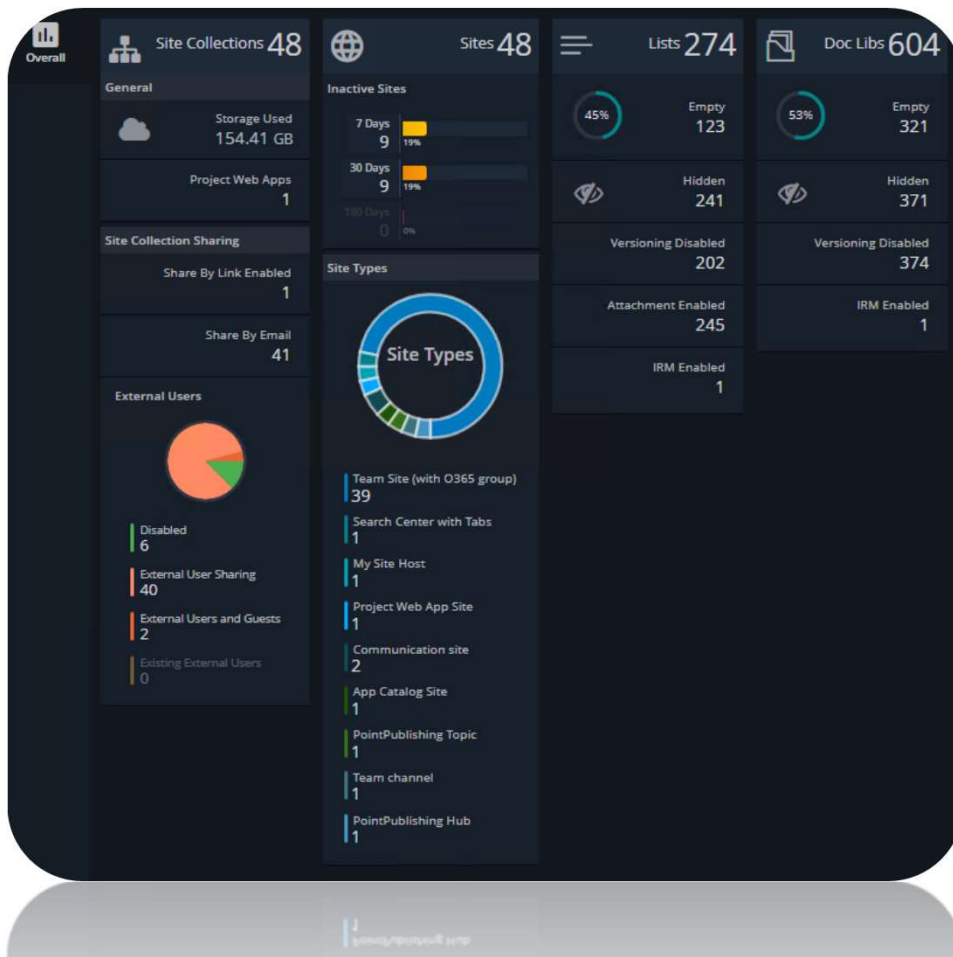 Overall
Site Collections 48
General
Storage Used
154.41 GB
Project Web Apps
1
Site Collection Sharing
Share By Link Enabled
1
Share By Email
41
External Users
Disabled
6
External User Sharing
40
External Users and Guests
2
Existing External Users
0
Sites 48
Inactive Sites
7 Days
9
19%
30 Days
9
19%
180 Days
0
0%
Site Types
Site Types
Team Site (with O365 group)
39
Search Center with Tabs
1
My Site Host
1
Project Web App Site
1
Communication site
2
App Catalog Site
1
PointPublishing Topic
1
Team channel
1
PointPublishing Hub
1
Lists 274
45%
Empty
123
Hidden
241
Versioning Disabled
202
Attachment Enabled
245
IRM Enabled
1
Doc Libs 604
53%
Empty
321
Hidden
371
Versioning Disabled
374
IRM Enabled
1
1
PointPublishing Hub